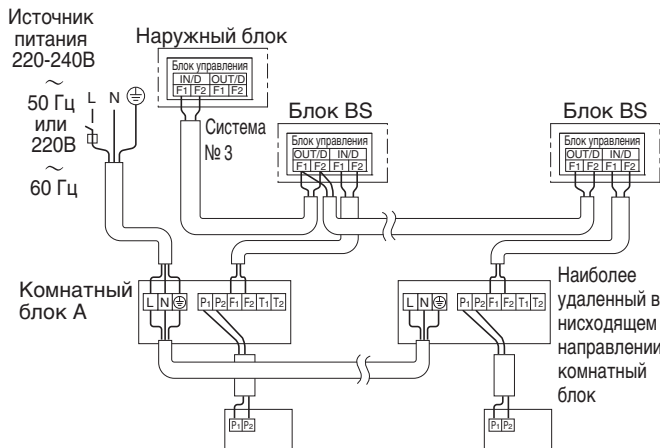 Источник
питания
220-240В
~
50 Гц
или
220В
~
60 Гц
L N
Наружный блок
Блок управления
IN/D OUT/D
F1 F2 F1 F2
Система
№ 3
Блок BS
Блок управления
OUT/D IN/D
F1 F2 F1 F2
Блок BS
Блок управления
OUT/D IN/D
F1 F2 F1 F2
Комнатный
блок А
L N
P1 P2 F1 F2 T1 T2
L N
P1 P2 F1 F2 T1 T2
Наиболее
удаленный в
нисходящем
направлении
комнатный
блок
P1 P2
P1 P2